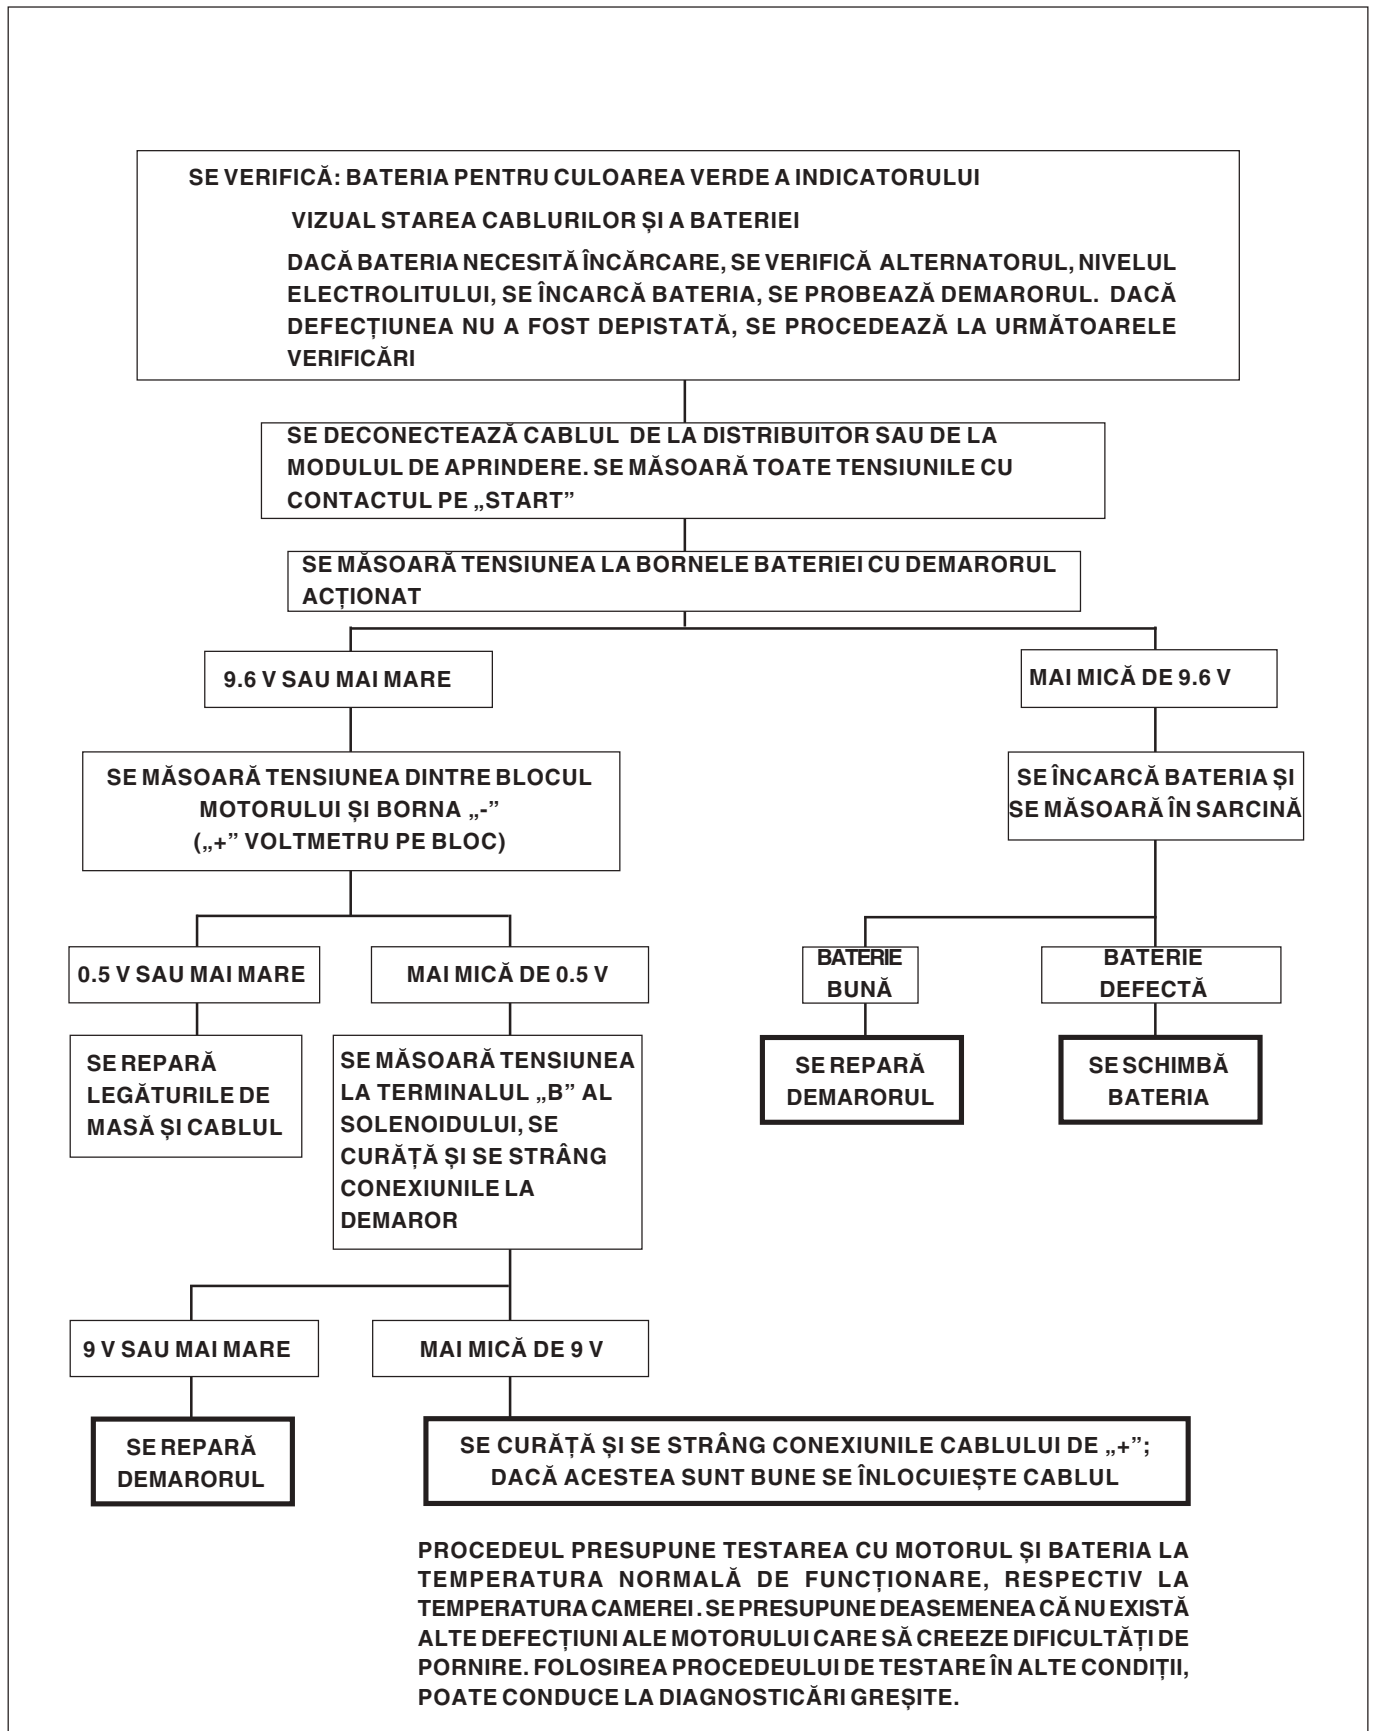 SE VERIFICĂ: BATERIA PENTRU CULOAREA VERDE A INDICATORULUI
VIZUAL STAREA CABLURILOR ȘI A BATERIEI
DACĂ BATERIA NECESITĂ ÎNCĂRCARE, SE VERIFICĂ ALTERNATORUL, NIVELUL
ELECTROLITULUI, SE ÎNCARCĂ BATERIA, SE PROBEAZĂ DEMARORUL. DACĂ
DEFECȚIUNEA NU A FOST DEPISTATĂ, SE PROCEDEAZĂ LA URMĂTOARELE
VERIFICĂRI
SE DECONECTEAZĂ CABLUL DE LA DISTRIBUITOR SAU DE LA
MODULUL DE APRINDERE. SE MĂSOARĂ TOATE TENSIUNILE CU
CONTACTUL PE „START”
SE MĂSOARĂ TENSIUNEA LA BORNELE BATERIEI CU DEMARORUL
ACȚIONAT
9.6 V SAU MAI MARE
MAI MICĂ DE 9.6 V
SE MĂSOARĂ TENSIUNEA DINTRE BLOCUL
MOTORULUI ȘI BORNA „-”
(„+” VOLTMETRU PE BLOC)
SE ÎNCARCĂ BATERIA ȘI
SE MĂSOARĂ ÎN SARCINĂ
0.5 V SAU MAI MARE
MAI MICĂ DE 0.5 V
BATERIE
BUNĂ
BATERIE
DEFECTĂ
SE REPARĂ
LEGĂTURILE DE
MASĂ ȘI CABLUL
SE MĂSOARĂ TENSIUNEA
LA TERMINALUL „B” AL
SOLENOIDULUI, SE
CURĂȚĂ ȘI SE STRÂNG
CONEXIUNILE LA
DEMAROR
SE REPARĂ
DEMARORUL
SE SCHIMBĂ
BATERIA
9 V SAU MAI MARE
MAI MICĂ DE 9 V
SE REPARĂ
DEMARORUL
SE CURĂȚĂ ȘI SE STRÂNG CONEXIUNILE CABLULUI DE „+”;
DACĂ ACESTEA SUNT BUNE SE ÎNLOCUIEȘTE CABLUL
PROCEDEUL PRESUPUNE TESTAREA CU MOTORUL ȘI BATERIA LA
TEMPERATURA NORMALĂ DE FUNCȚIONARE, RESPECTIV LA
TEMPERATURA CAMEREI. SE PRESUPUNE DEASEMENEA CĂ NU EXISTĂ
ALTE DEFECȚIUNI ALE MOTORULUI CARE SĂ CREEZE DIFICULTĂȚI DE
PORNIRE. FOLOSIREA PROCEDEULUI DE TESTARE ÎN ALTE CONDIȚII,
POATE CONDUCE LA DIAGNOSTICĂRI GREȘITE.